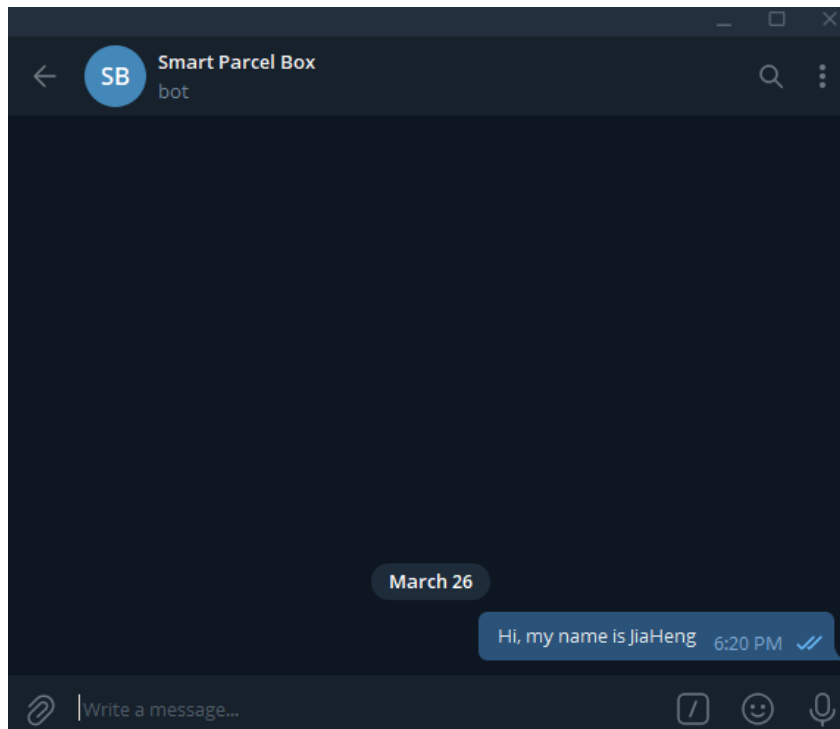 SB
Smart Parcel Box
bot
March 26
Hi, my name is JiaHeng 6:20 PM
/
Write a message...